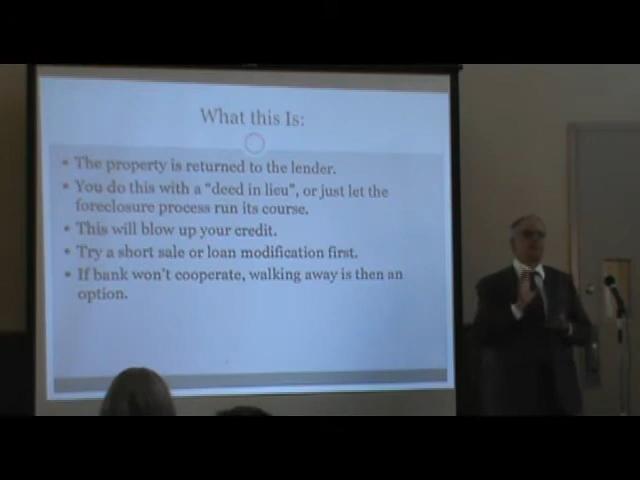 What this Is:
• The property is returned to the lender.
• You do this with a "deed in lieu", or just let the
foreclosure process run its course.
• This will blow up your credit.
• Try a short sale or loan modification first.
• If bank won't cooperate, walking away is then an
option.